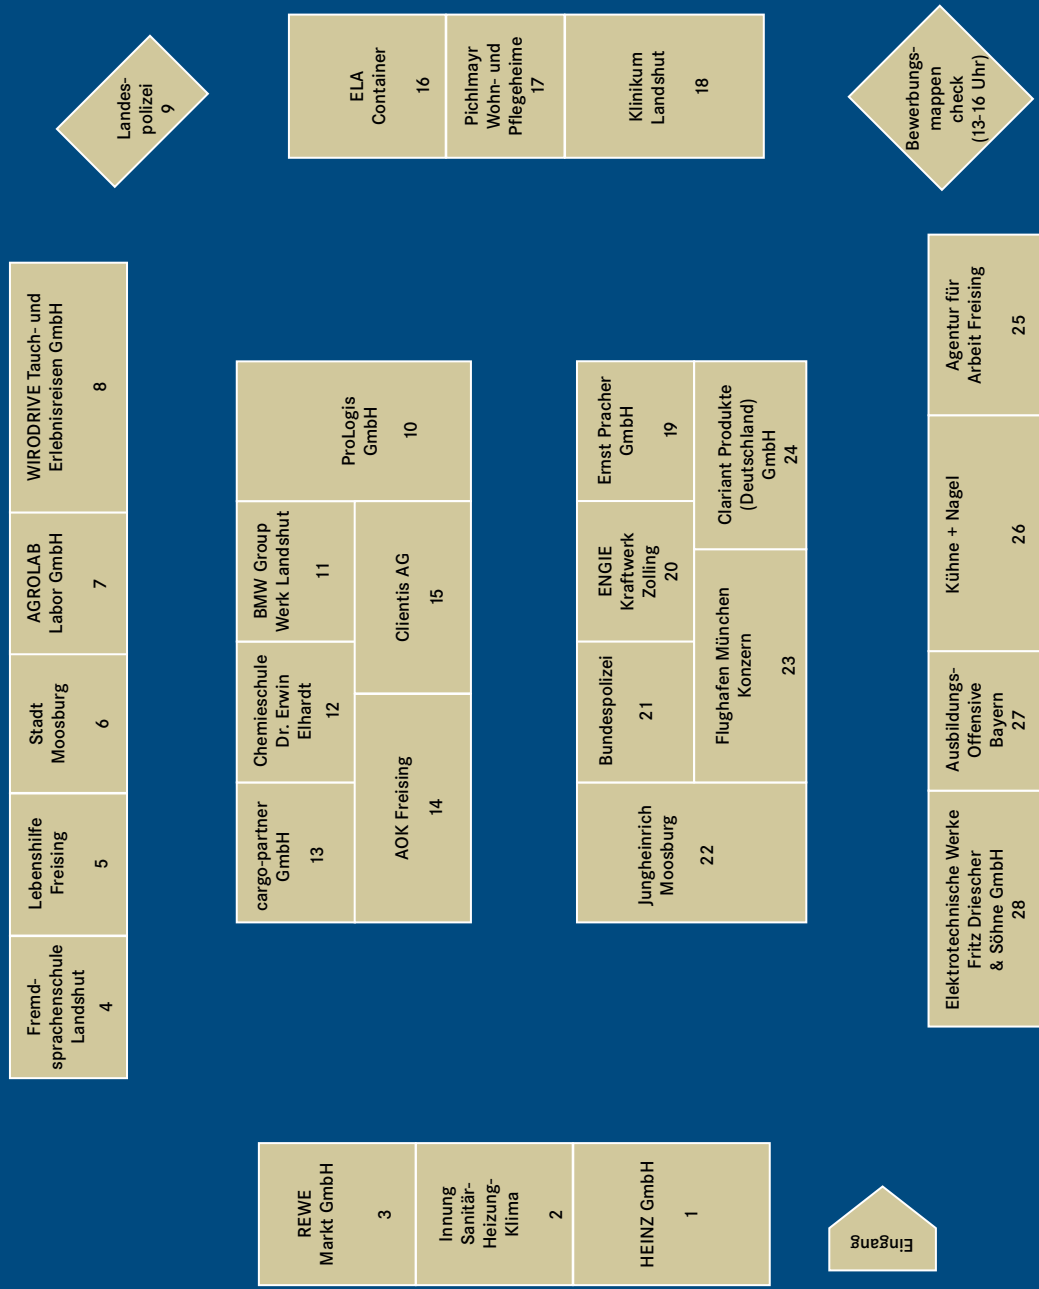 HEINZ GmbH
1
Innung
Sanitär-
Heizung-
Klima
2
REWE
Markt GmbH
3
Fremd-
sprachenschule
Landshut
4
Lebenshilfe
Freising
5
Stadt
Moosburg
6
AGROLAB
Labor GmbH
7
WIRODRIVE Tauch- und
Erlebnisreisen GmbH
8
Landes-
polizei
9
ProLogis
GmbH
10
BMW Group
Werk Landshut
11
Chemieschule
Dr. Erwin
Elhardt
12
cargo-partner
GmbH
13
AOK Freising
14
Clientis AG
15
ELA
Container
16
Pichlmayr
Wohn- und
Pflegeheime
17
Klinikum
Landshut
18
Ernst Pracher
GmbH
19
ENGIE
Kraftwerk
Zolling
20
Bundespolizei
21
Jungheinrich
Moosburg
22
Flughafen München
Konzern
23
Clariant Produkte
(Deutschland)
GmbH
24
Agentur für
Arbeit Freising
25
Kühne + Nagel
26
Ausbildungs-
Offensive
Bayern
27
Elektrotechnische Werke
Fritz Driescher
& Söhne GmbH
28
Bewerbungs-
mappen
check
(13-16 Uhr)
Eingang